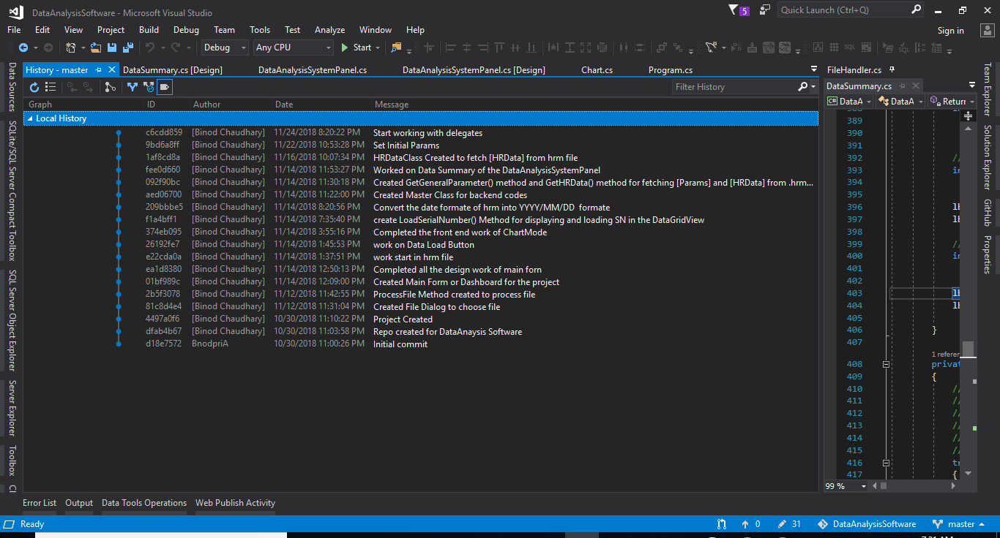 DataAnalysisSoftware - Microsoft Visual Studio
5
Quick Launch (Ctrl+Q)
File Edit View Project Build Debug Team Tools Test Analyze Window Help
Sign in
Debug Any CPU Start
History - master DataSummary.cs [Design] DataAnalysisSystemPanel.cs DataAnalysisSystemPanel.cs [Design] Chart.cs Program.cs
Filter History
Graph ID Author Date Message
Local History
c6cdd859 [Binod Chaudhary] 11/24/2018 8:20:22 PM Start working with delegates
9bd6a8ff [Binod Chaudhary] 11/22/2018 10:53:28 PM Set Initial Params
1af8cd8a [Binod Chaudhary] 11/16/2018 10:07:34 PM HRDataClass Created to fetch [HRData] from hrm file
fee0d660 [Binod Chaudhary] 11/14/2018 11:53:27 PM Worked on Data Summary of the DataAnalysisSystemPanel
092f90bc [Binod Chaudhary] 11/14/2018 11:30:18 PM Created GetGeneralParameter() method and GetHRData() method for fetching [Params] and [HRData] from .hrm...
aed06700 [Binod Chaudhary] 11/14/2018 11:22:00 PM Created Master Class for backend codes
209bbbe5 [Binod Chaudhary] 11/14/2018 8:20:56 PM Convert the date formate of hrm into YYYY/MM/DD formate
f1a4bff1 [Binod Chaudhary] 11/14/2018 7:35:40 PM create LoadSerialNumber() Method for displaying and loading SN in the DataGridView
374eb095 [Binod Chaudhary] 11/14/2018 3:55:16 PM Completed the front end work of ChartMode
26192fe7 [Binod Chaudhary] 11/14/2018 1:45:53 PM work on Data Load Button
e22cda0a [Binod Chaudhary] 11/14/2018 1:37:51 PM work start in hrm file
ea1d8380 [Binod Chaudhary] 11/14/2018 12:50:13 PM Completed all the design work of main forn
01bf989c [Binod Chaudhary] 11/14/2018 12:09:00 PM Created Main Form or Dashboard for the project
2b5f3078 [Binod Chaudhary] 11/12/2018 11:42:55 PM ProcessFile Method created to process file
81c8d4e4 [Binod Chaudhary] 11/12/2018 11:31:04 PM Created File Dialog to choose file
4497a0f6 [Binod Chaudhary] 10/30/2018 11:10:22 PM Project Created
dfab4b67 [Binod Chaudhary] 10/30/2018 11:03:58 PM Repo created for DataAnaysis Software
d18e7572 BnodpriA 10/30/2018 11:00:26 PM Initial commit
Data Sources
SQLite/SQL Server Compact Toolbox
SQL Server Object Explorer
Server Explorer
Toolbox
Cl
FileHandler.cs
DataSummary.cs
DataA DataA Return
389
390
391
392 //
393 in
394
395
396 lb
397 lb
398
399 //
400 in
401
402
403 lb
404 lb
405
406 }
407
1 referen
408 privat
409 {
410 //
411 //
412 //
413 //
414 //
415 //
416 tr
417 {
99 %
Team Explorer
Solution Explorer
GitHub
Properties
Error List Output Data Tools Operations Web Publish Activity
Ready
0 31 DataAnalysisSoftware master